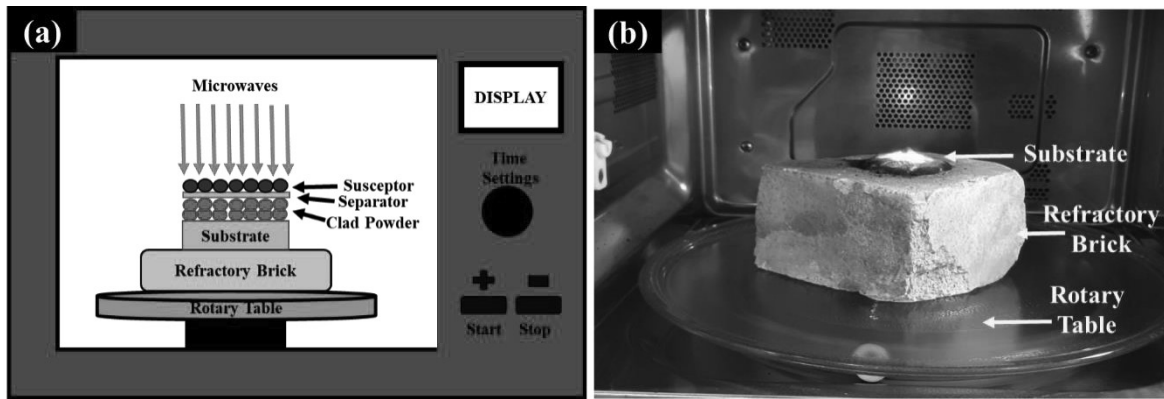 (a)
Microwaves
Susceptor
Separator
Clad Powder
Substrate
Refractory Brick
Rotary Table
DISPLAY
Time
Settings
+ -
Start Stop
(b)
Substrate
Refractory
Brick
Rotary
Table